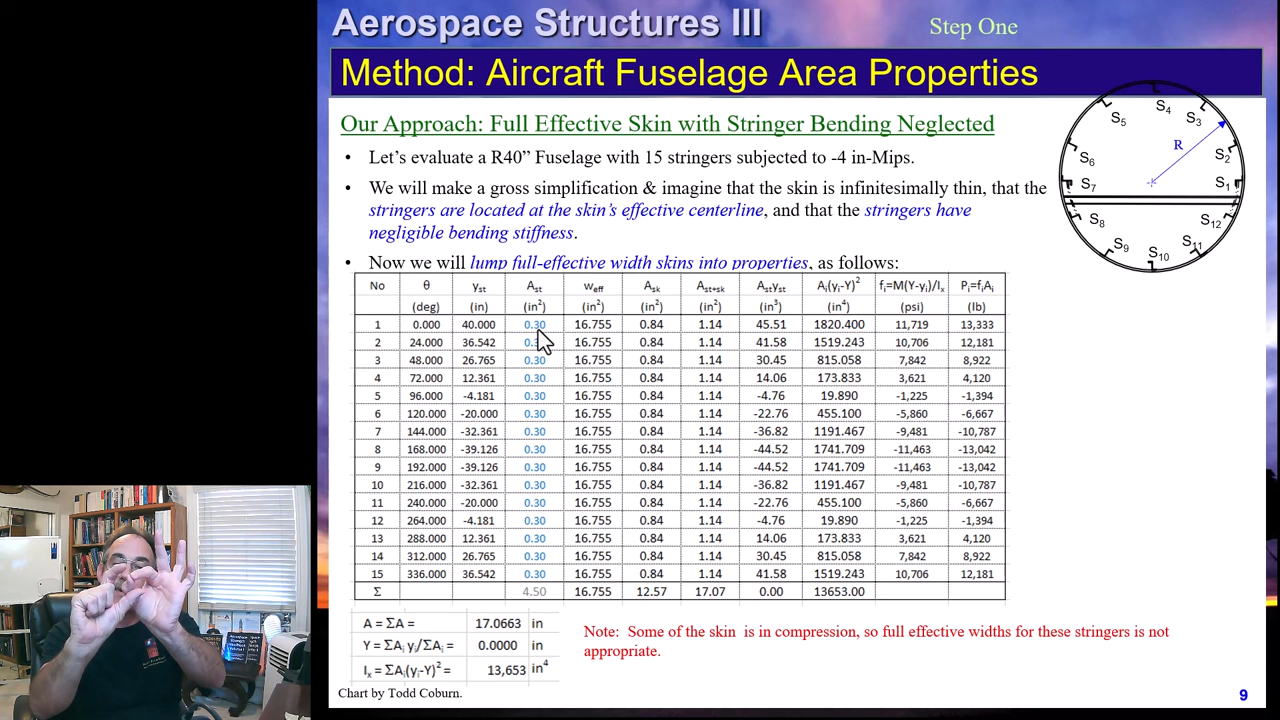 Aerospace Structures III
Step One
Method: Aircraft Fuselage Area Properties
Our Approach: Full Effective Skin with Stringer Bending Neglected
• Let’s evaluate a R40” Fuselage with 15 stringers subjected to -4 in-Mips.
• We will make a gross simplification & imagine that the skin is infinitesimally thin, that the
stringers are located at the skin’s effective centerline, and that the stringers have
negligible bending stiffness.
• Now we will lump full-effective width skins into properties, as follows:
S4
S5
S3
R
S6
S2
S7
S1
S8
S12
S9
S11
S10
No θ yst Ast weff Ask Ast+sk Astyst Ai(yi-Y)² fi=M(Y-yi)/Ix Pi=fiAi
(deg) (in) (in²) (in²) (in²) (in²) (in³) (in⁴) (psi) (lb)
1 0.000 40.000 0.30 16.755 0.84 1.14 45.51 1820.400 11,719 13,333
2 24.000 36.542 16.755 0.84 1.14 41.58 1519.243 10,706 12,181
3 48.000 26.765 0.30 16.755 0.84 1.14 30.45 815.058 7,842 8,922
4 72.000 12.361 0.30 16.755 0.84 1.14 14.06 173.833 3,621 4,120
5 96.000 -4.181 0.30 16.755 0.84 1.14 -4.76 19.890 -1,225 -1,394
6 120.000 -20.000 0.30 16.755 0.84 1.14 -22.76 455.100 -5,860 -6,667
7 144.000 -32.361 0.30 16.755 0.84 1.14 -36.82 1191.467 -9,481 -10,787
8 168.000 -39.126 0.30 16.755 0.84 1.14 -44.52 1741.709 -11,463 -13,042
9 192.000 -39.126 0.30 16.755 0.84 1.14 -44.52 1741.709 -11,463 -13,042
10 216.000 -32.361 0.30 16.755 0.84 1.14 -36.82 1191.467 -9,481 -10,787
11 240.000 -20.000 0.30 16.755 0.84 1.14 -22.76 455.100 -5,860 -6,667
12 264.000 -4.181 0.30 16.755 0.84 1.14 -4.76 19.890 -1,225 -1,394
13 288.000 12.361 0.30 16.755 0.84 1.14 14.06 173.833 3,621 4,120
14 312.000 26.765 0.30 16.755 0.84 1.14 30.45 815.058 7,842 8,922
15 336.000 36.542 0.30 16.755 0.84 1.14 41.58 1519.243 10,706 12,181
Σ 4.50 16.755 12.57 17.07 0.00 13653.00
A = ΣA = 17.0663 in
Y = ΣAi yi/ΣAi = 0.0000 in
Ix = ΣAi(yi-Y)² = 13,653 in⁴
Note: Some of the skin is in compression, so full effective widths for these stringers is not
appropriate.
Chart by Todd Coburn.
9